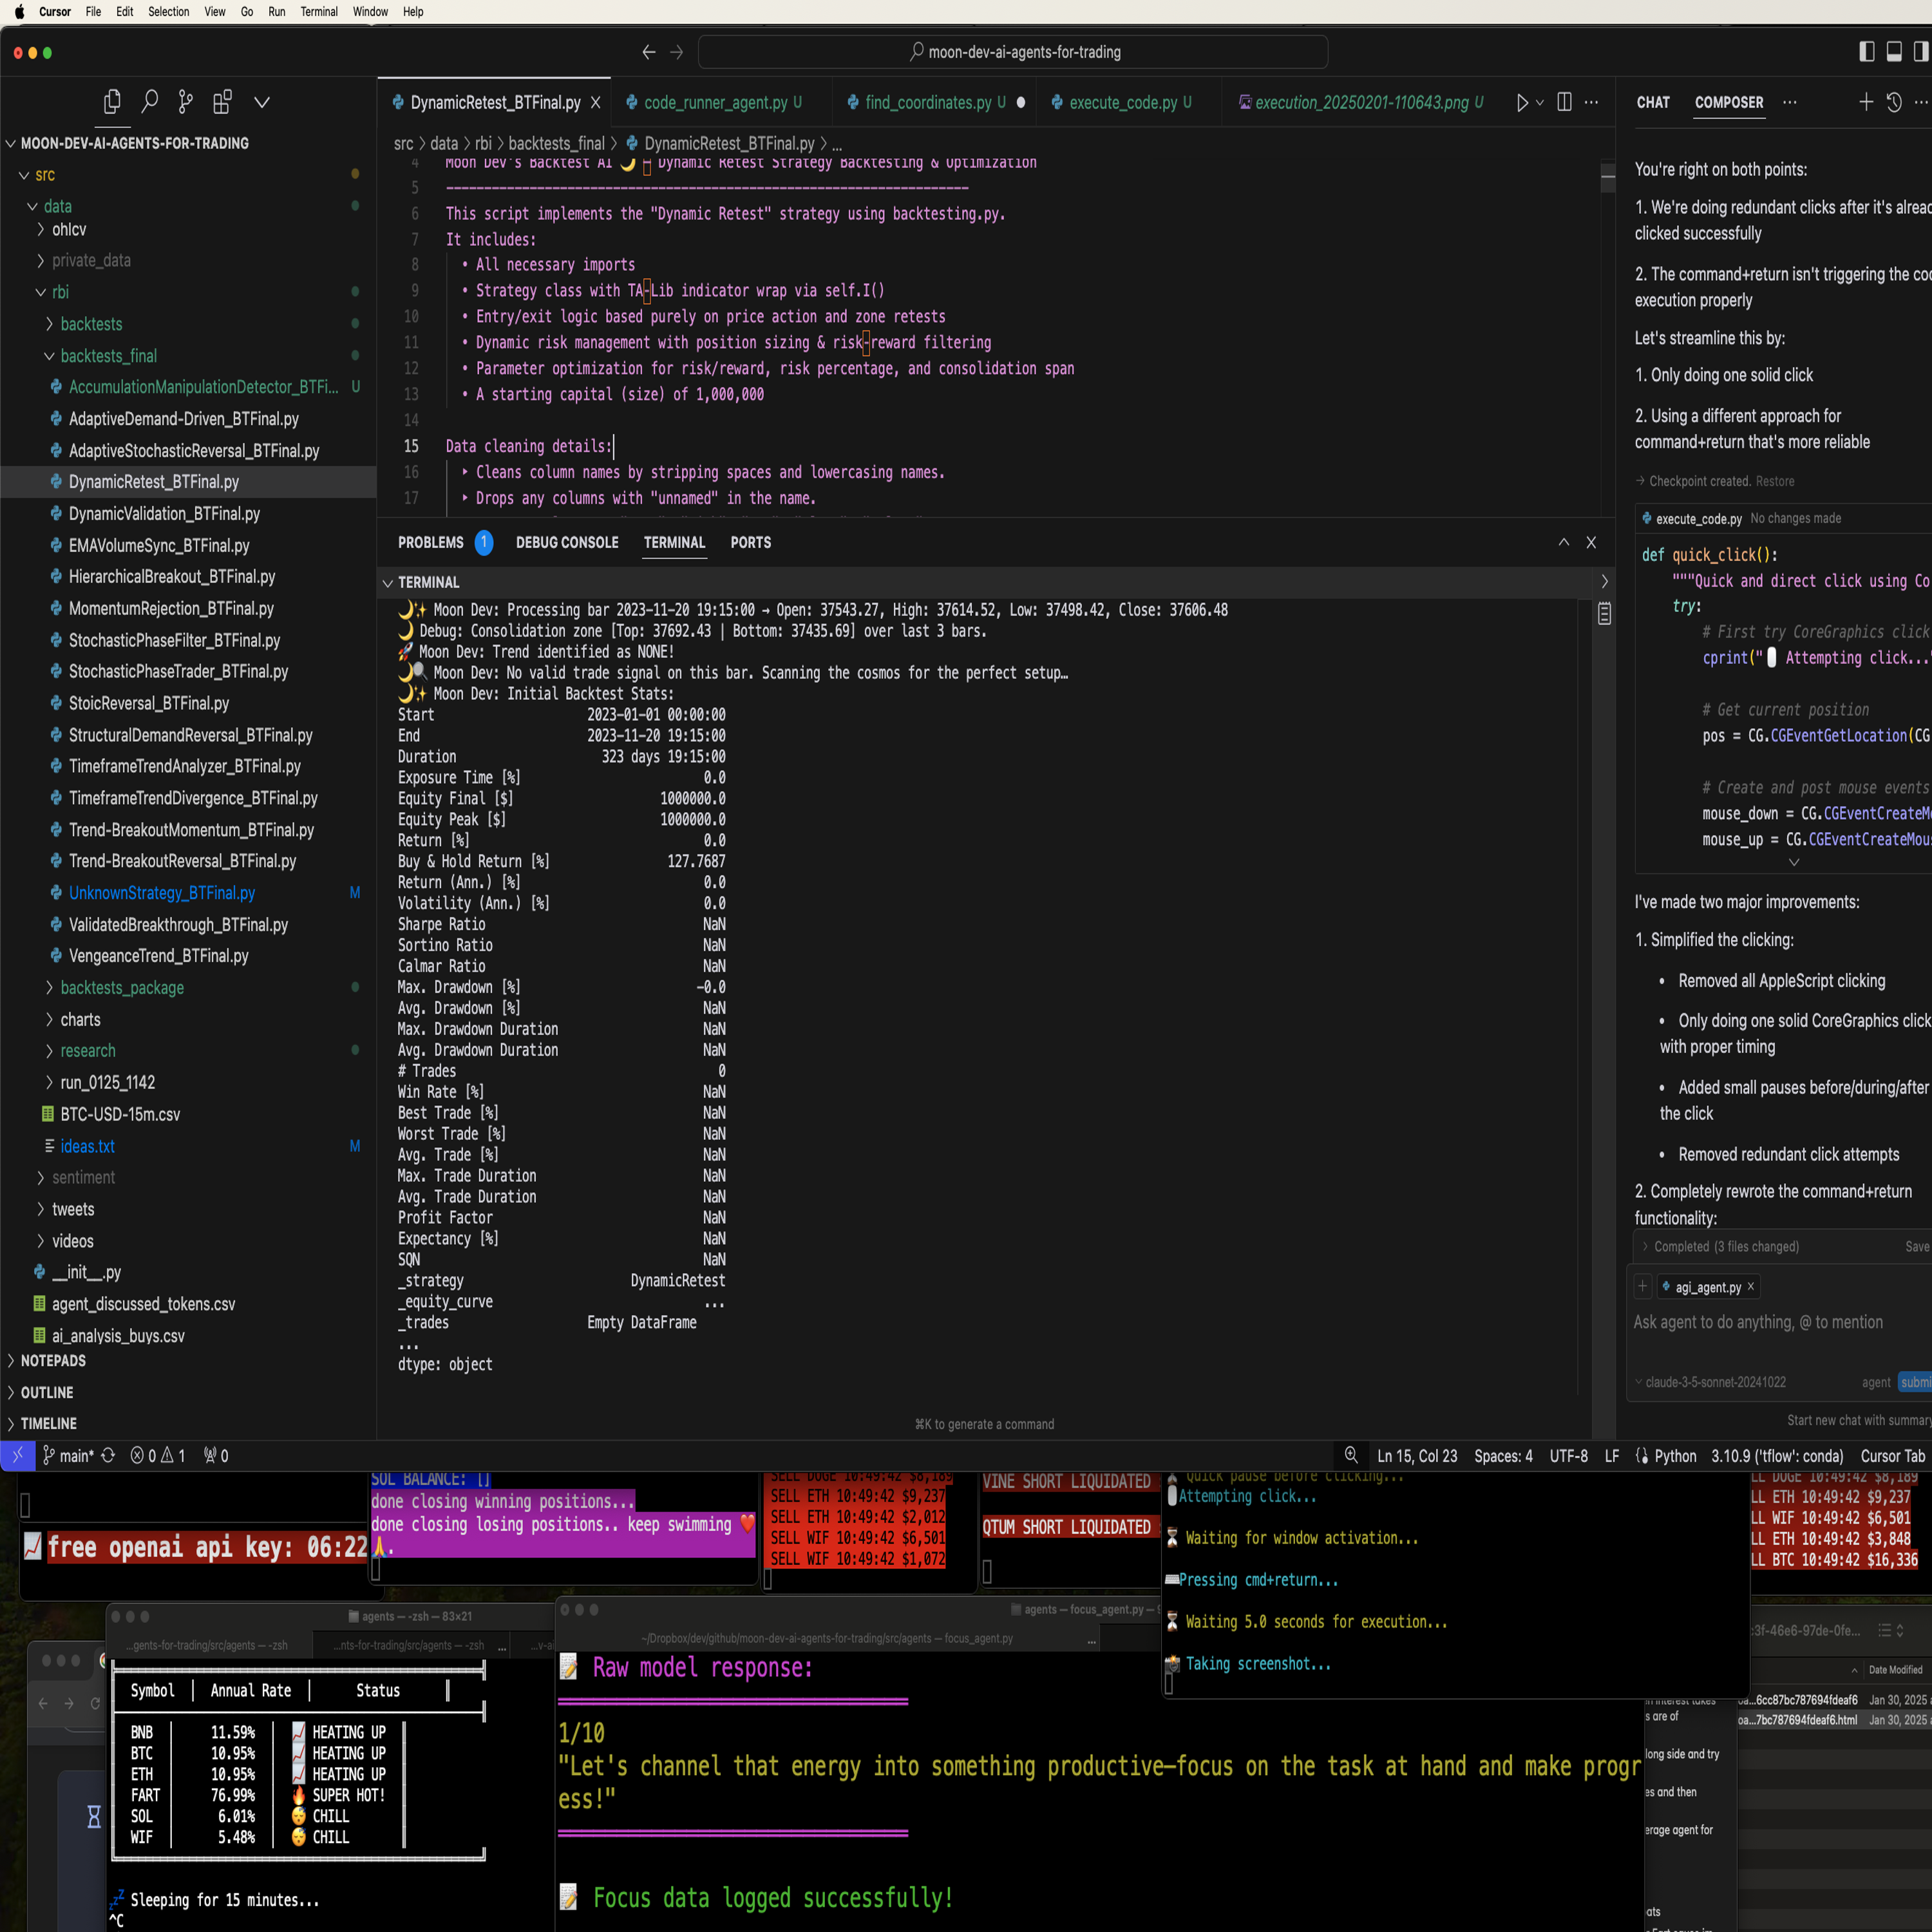 Cursor File Edit Selection View Go Run Terminal Window Help
moon-dev-ai-agents-for-trading
MOON-DEV-AI-AGENTS-FOR-TRADING
src
data
ohlcv
private_data
rbi
backtests
backtests_final
AccumulationManipulationDetector_BTFi... U
AdaptiveDemand-Driven_BTFinal.py
AdaptiveStochasticReversal_BTFinal.py
DynamicRetest_BTFinal.py
DynamicValidation_BTFinal.py
EMAVolumeSync_BTFinal.py
HierarchicalBreakout_BTFinal.py
MomentumRejection_BTFinal.py
StochasticPhaseFilter_BTFinal.py
StochasticPhaseTrader_BTFinal.py
StoicReversal_BTFinal.py
StructuralDemandReversal_BTFinal.py
TimeframeTrendAnalyzer_BTFinal.py
TimeframeTrendDivergence_BTFinal.py
Trend-BreakoutMomentum_BTFinal.py
Trend-BreakoutReversal_BTFinal.py
UnknownStrategy_BTFinal.py M
ValidatedBreakthrough_BTFinal.py
VengeanceTrend_BTFinal.py
backtests_package
charts
research
run_0125_1142
BTC-USD-15m.csv
ideas.txt M
sentiment
tweets
videos
__init__.py
agent_discussed_tokens.csv
ai_analysis_buys.csv
NOTEPADS
OUTLINE
TIMELINE
DynamicRetest_BTFinal.py code_runner_agent.py U find_coordinates.py U execute_code.py U execution_20250201-110643.png U
src > data > rbi > backtests_final > DynamicRetest_BTFinal.py > ...
4 Moon Dev's Backtest AI 🌙 Dynamic Retest Strategy Backtesting & Optimization
5 ---------------------------------------------------------------------
6 This script implements the "Dynamic Retest" strategy using backtesting.py.
7 It includes:
8 • All necessary imports
9 • Strategy class with TA‑Lib indicator wrap via self.I()
10 • Entry/exit logic based purely on price action and zone retests
11 • Dynamic risk management with position sizing & risk‑reward filtering
12 • Parameter optimization for risk/reward, risk percentage, and consolidation span
13 • A starting capital (size) of 1,000,000
14
15 Data cleaning details:
16 ‣ Cleans column names by stripping spaces and lowercasing names.
17 ‣ Drops any columns with "unnamed" in the name.
PROBLEMS 1 DEBUG CONSOLE TERMINAL PORTS
TERMINAL
🌙✨ Moon Dev: Processing bar 2023-11-20 19:15:00 → Open: 37543.27, High: 37614.52, Low: 37498.42, Close: 37606.48
🌙 Debug: Consolidation zone [Top: 37692.43 | Bottom: 37435.69] over last 3 bars.
🚀 Moon Dev: Trend identified as NONE!
🌙🔍 Moon Dev: No valid trade signal on this bar. Scanning the cosmos for the perfect setup…
🌙✨ Moon Dev: Initial Backtest Stats:
Start 2023-01-01 00:00:00
End 2023-11-20 19:15:00
Duration 323 days 19:15:00
Exposure Time [%] 0.0
Equity Final [$] 1000000.0
Equity Peak [$] 1000000.0
Return [%] 0.0
Buy & Hold Return [%] 127.7687
Return (Ann.) [%] 0.0
Volatility (Ann.) [%] 0.0
Sharpe Ratio NaN
Sortino Ratio NaN
Calmar Ratio NaN
Max. Drawdown [%] -0.0
Avg. Drawdown [%] NaN
Max. Drawdown Duration NaN
Avg. Drawdown Duration NaN
# Trades 0
Win Rate [%] NaN
Best Trade [%] NaN
Worst Trade [%] NaN
Avg. Trade [%] NaN
Max. Trade Duration NaN
Avg. Trade Duration NaN
Profit Factor NaN
Expectancy [%] NaN
SQN NaN
_strategy DynamicRetest
_equity_curve ...
_trades Empty DataFrame
...
dtype: object
⌘K to generate a command
CHAT COMPOSER
You're right on both points:
1. We're doing redundant clicks after it's alread
clicked successfully
2. The command+return isn't triggering the cod
execution properly
Let's streamline this by:
1. Only doing one solid click
2. Using a different approach for
command+return that's more reliable
Checkpoint created. Restore
execute_code.py No changes made
def quick_click():
"""Quick and direct click using Co
try:
# First try CoreGraphics click
cprint(" Attempting click..."
# Get current position
pos = CG.CGEventGetLocation(CG
# Create and post mouse events
mouse_down = CG.CGEventCreateMo
mouse_up = CG.CGEventCreateMou
I've made two major improvements:
1. Simplified the clicking:
• Removed all AppleScript clicking
• Only doing one solid CoreGraphics click
with proper timing
• Added small pauses before/during/after
the click
• Removed redundant click attempts
2. Completely rewrote the command+return
functionality:
Completed (3 files changed) Save
agi_agent.py
Ask agent to do anything, @ to mention
claude-3-5-sonnet-20241022 agent submi
Start new chat with summary
main* 0 1 0 Ln 15, Col 23 Spaces: 4 UTF-8 LF Python 3.10.9 ('tflow': conda) Cursor Tab
free openai api key: 06:22
SOL BALANCE: []
done closing winning positions...
done closing losing positions.. keep swimming ❤️
🙏.
SELL DOGE 10:49:42 $8,189
SELL ETH 10:49:42 $9,237
SELL ETH 10:49:42 $2,012
SELL WIF 10:49:42 $6,501
SELL WIF 10:49:42 $1,072
VINE SHORT LIQUIDATED
QTUM SHORT LIQUIDATED
Quick pause before clicking...
Attempting click...
Waiting for window activation...
Pressing cmd+return...
Waiting 5.0 seconds for execution...
Taking screenshot...
LL DOGE 10:49:42 $8,189
LL ETH 10:49:42 $9,237
LL WIF 10:49:42 $6,501
LL ETH 10:49:42 $3,848
LL BTC 10:49:42 $16,336
agents — -zsh — 83×21
...gents-for-trading/src/agents — -zsh ...nts-for-trading/src/agents — -zsh ... ...v-ai
Symbol Annual Rate Status
BNB 11.59% 📈 HEATING UP
BTC 10.95% 📈 HEATING UP
ETH 10.95% 📈 HEATING UP
FART 76.99% 🔥 SUPER HOT!
SOL 6.01% 😴 CHILL
WIF 5.48% 😴 CHILL
💤 Sleeping for 15 minutes...
^C
agents — focus_agent.py — 9
~/Dropbox/dev/github/moon-dev-ai-agents-for-trading/src/agents — focus_agent.py ...
📝 Raw model response:
1/10
"Let's channel that energy into something productive—focus on the task at hand and make progr
ess!"
📝 Focus data logged successfully!
:3f-46e6-97de-0fe...
Date Modified
oa...6cc87bc787694fdeaf6 Jan 30, 2025
oa...7bc787694fdeaf6.html Jan 30, 2025
s are of
long side and try
es and then
erage agent for
ats